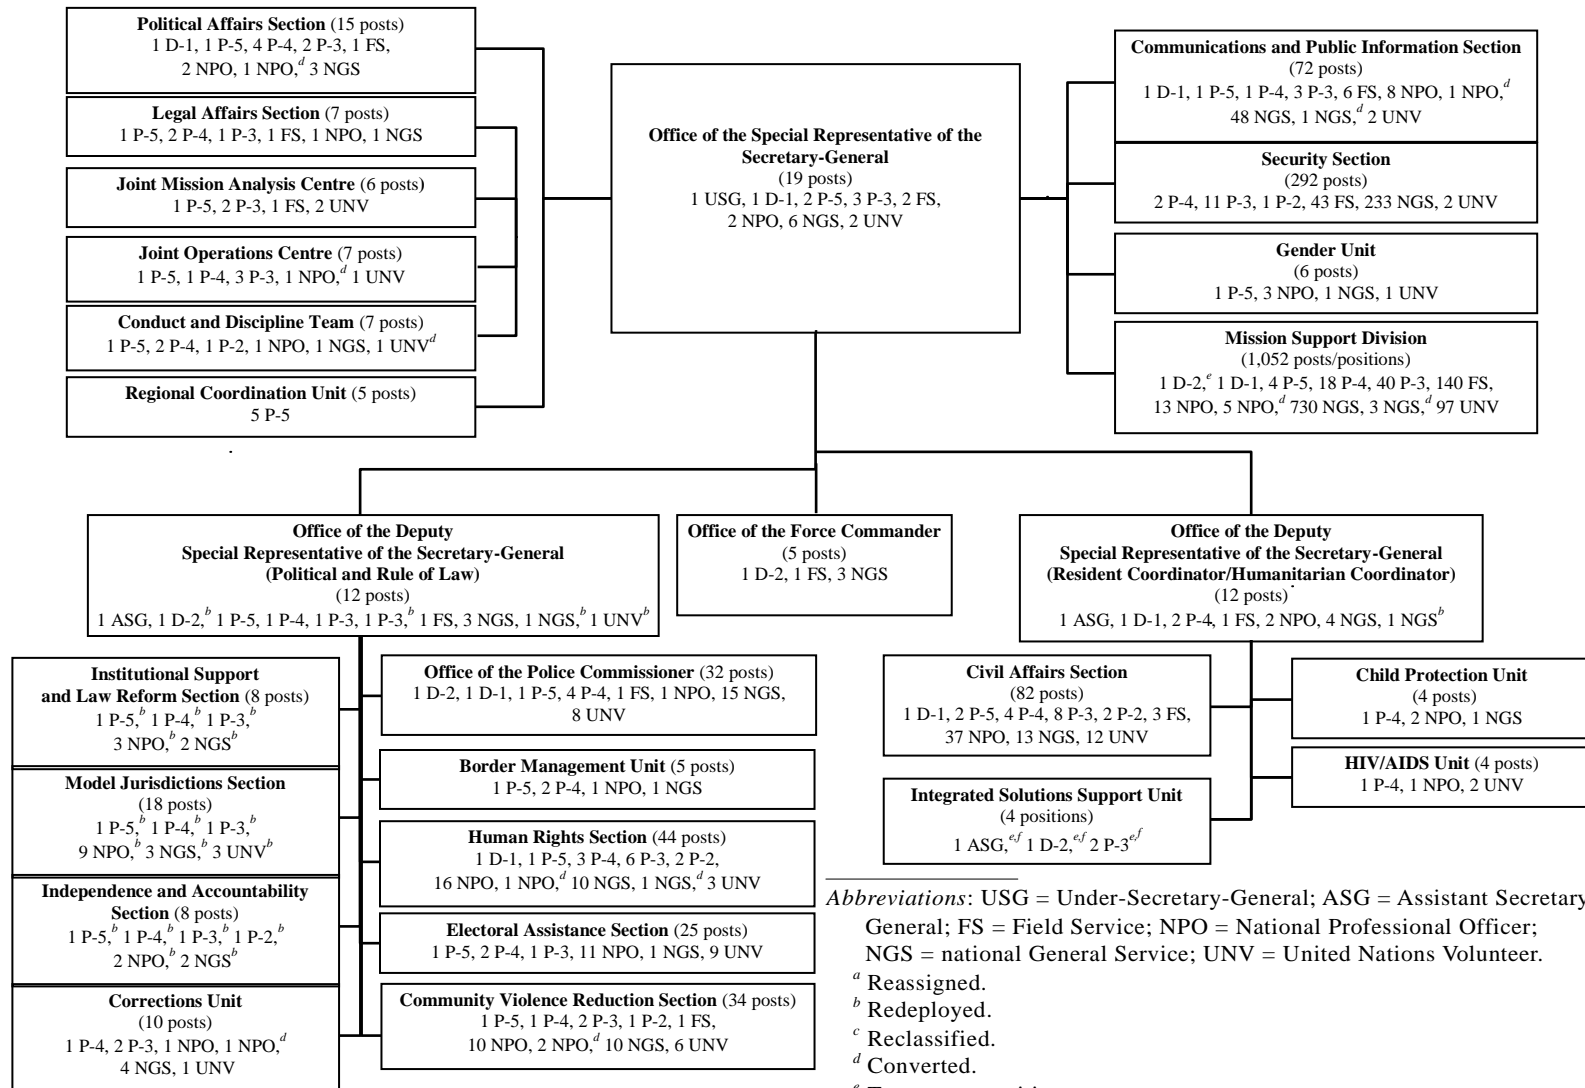 Political Affairs Section (15 posts)
1 D-1, 1 P-5, 4 P-4, 2 P-3, 1 FS,
2 NPO, 1 NPO,d 3 NGS
Legal Affairs Section (7 posts)
1 P-5, 2 P-4, 1 P-3, 1 FS, 1 NPO, 1 NGS
Joint Mission Analysis Centre (6 posts)
1 P-5, 2 P-3, 1 FS, 2 UNV
Joint Operations Centre (7 posts)
1 P-5, 1 P-4, 3 P-3, 1 NPO,d 1 UNV
Conduct and Discipline Team (7 posts)
1 P-5, 2 P-4, 1 P-2, 1 NPO, 1 NGS, 1 UNVd
Regional Coordination Unit (5 posts)
5 P-5
Office of the Special Representative of the
Secretary-General
(19 posts)
1 USG, 1 D-1, 2 P-5, 3 P-3, 2 FS,
2 NPO, 6 NGS, 2 UNV
Communications and Public Information Section
(72 posts)
1 D-1, 1 P-5, 1 P-4, 3 P-3, 6 FS, 8 NPO, 1 NPO,d
48 NGS, 1 NGS,d 2 UNV
Security Section
(292 posts)
2 P-4, 11 P-3, 1 P-2, 43 FS, 233 NGS, 2 UNV
Gender Unit
(6 posts)
1 P-5, 3 NPO, 1 NGS, 1 UNV
Mission Support Division
(1,052 posts/positions)
1 D-2,e 1 D-1, 4 P-5, 18 P-4, 40 P-3, 140 FS,
13 NPO, 5 NPO,d 730 NGS, 3 NGS,d 97 UNV
Office of the Deputy
Special Representative of the Secretary-General
(Political and Rule of Law)
(12 posts)
1 ASG, 1 D-2,b 1 P-5, 1 P-4, 1 P-3, 1 P-3,b 1 FS, 3 NGS, 1 NGS,b 1 UNVb
Office of the Force Commander
(5 posts)
1 D-2, 1 FS, 3 NGS
Office of the Deputy
Special Representative of the Secretary-General
(Resident Coordinator/Humanitarian Coordinator)
(12 posts)
1 ASG, 1 D-1, 2 P-4, 1 FS, 2 NPO, 4 NGS, 1 NGSb
Institutional Support
and Law Reform Section (8 posts)
1 P-5,b 1 P-4,b 1 P-3,b
3 NPO,b 2 NGSb
Model Jurisdictions Section
(18 posts)
1 P-5,b 1 P-4,b 1 P-3,b
9 NPO,b 3 NGS,b 3 UNVb
Independence and Accountability
Section (8 posts)
1 P-5,b 1 P-4,b 1 P-3,b 1 P-2,b
2 NPO,b 2 NGSb
Corrections Unit
(10 posts)
1 P-4, 2 P-3, 1 NPO, 1 NPO,d
4 NGS, 1 UNV
Office of the Police Commissioner (32 posts)
1 D-2, 1 D-1, 1 P-5, 4 P-4, 1 FS, 1 NPO, 15 NGS,
8 UNV
Border Management Unit (5 posts)
1 P-5, 2 P-4, 1 NPO, 1 NGS
Human Rights Section (44 posts)
1 D-1, 1 P-5, 3 P-4, 6 P-3, 2 P-2,
16 NPO, 1 NPO,d 10 NGS, 1 NGS,d 3 UNV
Electoral Assistance Section (25 posts)
1 P-5, 2 P-4, 1 P-3, 11 NPO, 1 NGS, 9 UNV
Community Violence Reduction Section (34 posts)
1 P-5, 1 P-4, 2 P-3, 1 P-2, 1 FS,
10 NPO, 2 NPO,d 10 NGS, 6 UNV
Civil Affairs Section
(82 posts)
1 D-1, 2 P-5, 4 P-4, 8 P-3, 2 P-2, 3 FS,
37 NPO, 13 NGS, 12 UNV
Integrated Solutions Support Unit
(4 positions)
1 ASG,e,f 1 D-2,e,f 2 P-3e,f
Child Protection Unit
(4 posts)
1 P-4, 2 NPO, 1 NGS
HIV/AIDS Unit (4 posts)
1 P-4, 1 NPO, 2 UNV
Abbreviations: USG = Under-Secretary-General; ASG = Assistant Secretary
General; FS = Field Service; NPO = National Professional Officer;
NGS = national General Service; UNV = United Nations Volunteer.
a Reassigned.
b Redeployed.
c Reclassified.
d Converted.